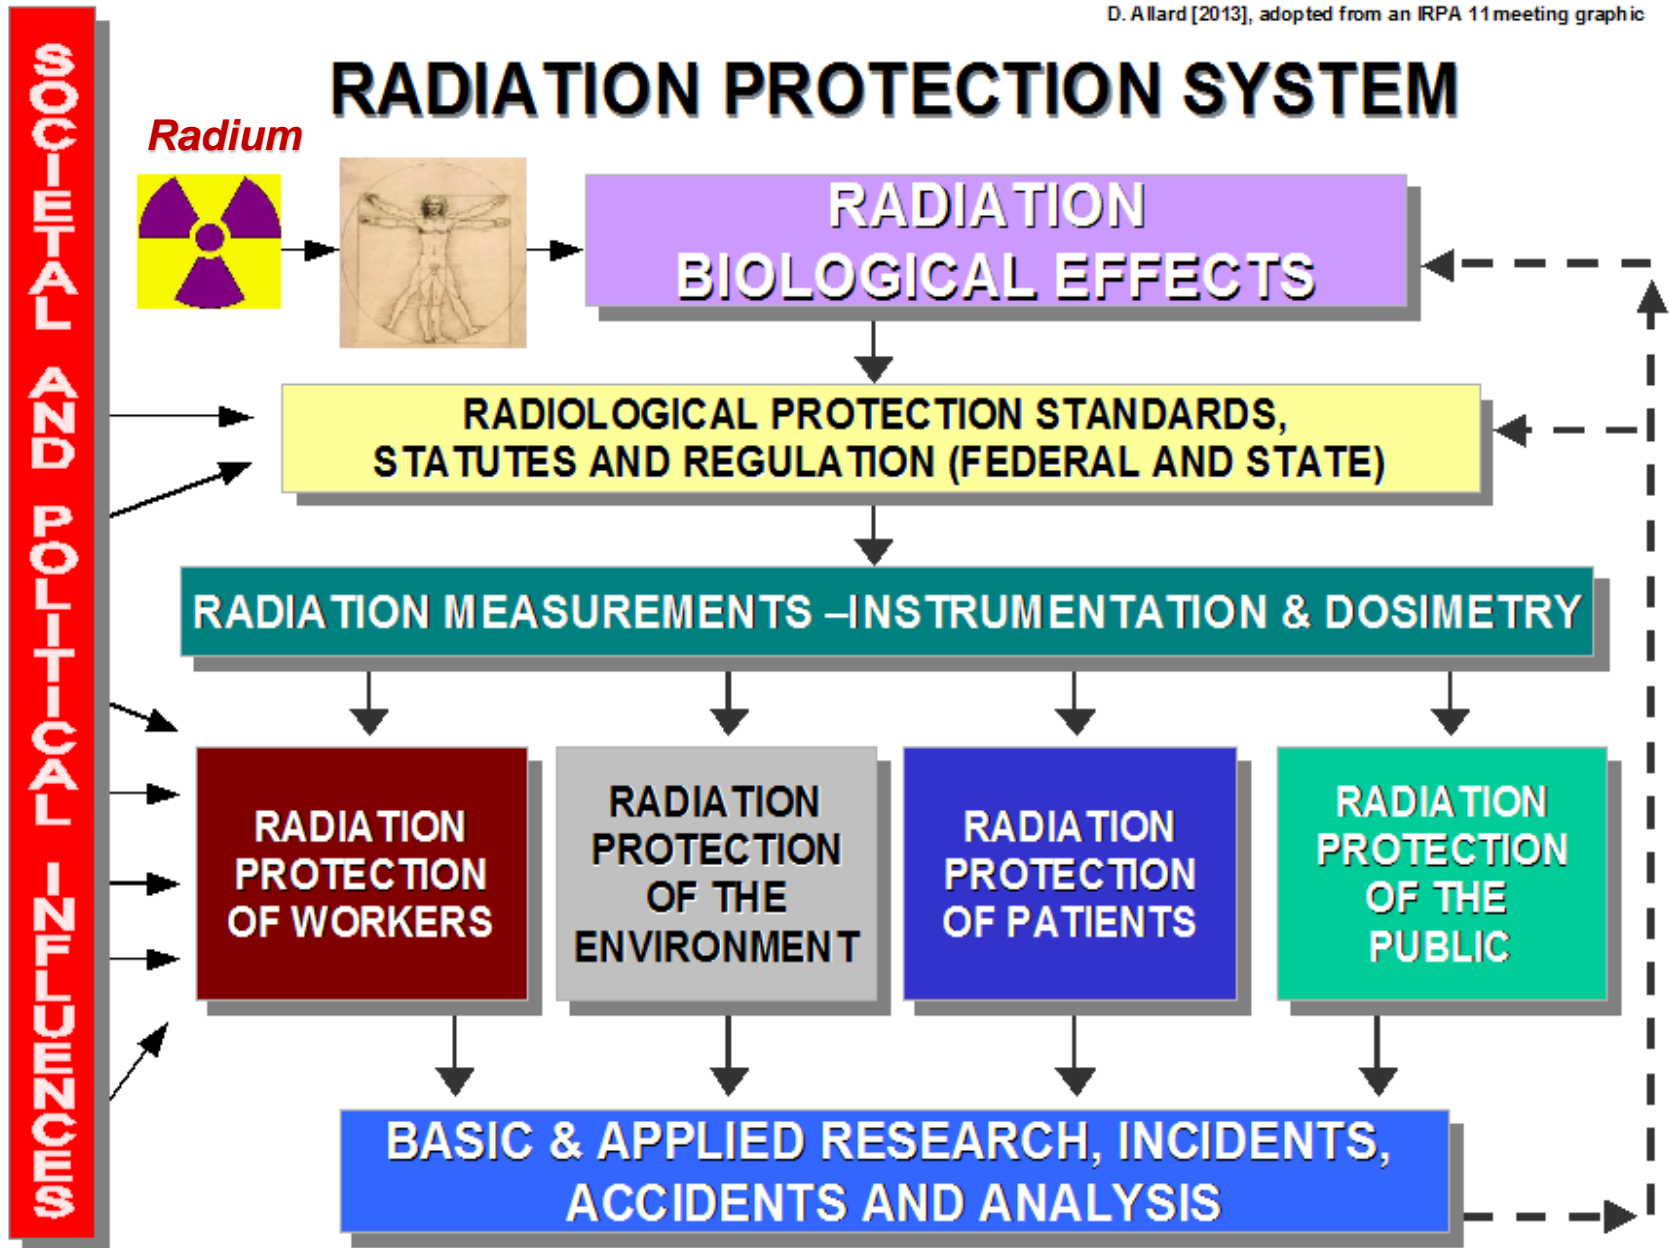 D. Allard [2013], adopted from an IRPA 11 meeting graphic
RADIATION PROTECTION SYSTEM
SOCIETAL AND POLITICAL INFLUENCES
Radium
RADIATION
BIOLOGICAL EFFECTS
RADIOLOGICAL PROTECTION STANDARDS,
STATUTES AND REGULATION (FEDERAL AND STATE)
RADIATION MEASUREMENTS –INSTRUMENTATION & DOSIMETRY
RADIATION
PROTECTION
OF WORKERS
RADIATION
PROTECTION
OF THE
ENVIRONMENT
RADIATION
PROTECTION
OF PATIENTS
RADIATION
PROTECTION
OF THE
PUBLIC
BASIC & APPLIED RESEARCH, INCIDENTS,
ACCIDENTS AND ANALYSIS